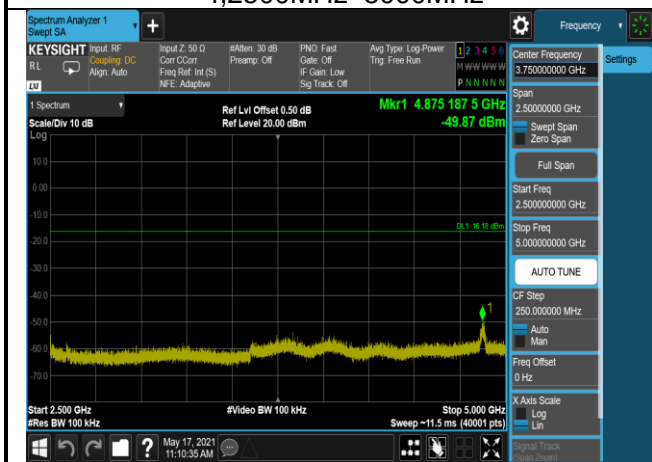 Spectrum Analyzer 1
Swept SA
Frequency
KEYSIGHT
RL
LXI
Input: RF
Coupling: DC
Align: Auto
Input Z: 50 Ω
Corr CCorr
Freq Ref: Int (S)
NFE: Adaptive
#Atten: 30 dB
Preamp: Off
PNO: Fast
Gate: Off
IF Gain: Low
Sig Track: Off
Avg Type: Log-Power
Trig: Free Run
1 2 3 4 5 6
M W W W W W
P N N N N N
1 Spectrum
Scale/Div 10 dB
Log
Ref Lvl Offset 0.50 dB
Ref Level 20.00 dBm
Mkr1 4.875 187 5 GHz
-49.87 dBm
10.0
0.00
-10.0
-20.0
-30.0
-40.0
-50.0
-60.0
-70.0
DL1 -16.18 dBm
1
Start 2.500 GHz
#Res BW 100 kHz
#Video BW 100 kHz
Stop 5.000 GHz
Sweep ~11.5 ms (40001 pts)
May 17, 2021
11:10:35 AM
Center Frequency
3.750000000 GHz
Settings
Span
2.50000000 GHz
Swept Span
Zero Span
Full Span
Start Freq
2.500000000 GHz
Stop Freq
5.000000000 GHz
AUTO TUNE
CF Step
250.000000 MHz
Auto
Man
Freq Offset
0 Hz
X Axis Scale
Log
Lin
Signal Track
(Span Zoom)